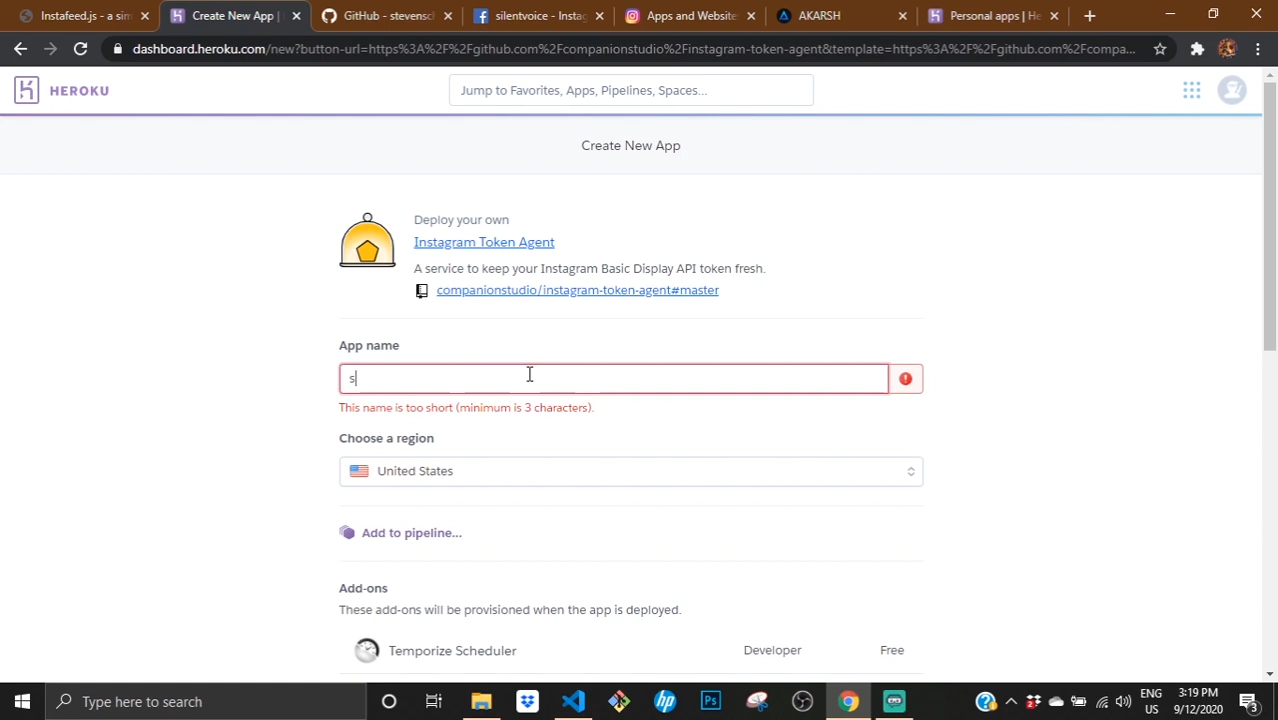 Instafeed.js - a sim
Create New App |
GitHub - stevensch
silentvoice - Instag
Apps and Website
AKARSH
Personal apps | He
dashboard.heroku.com/new?button-url=https%3A%2F%2Fgithub.com%2Fcompanionstudio%2Finstagram-token-agent&template=https%3A%2F%2Fgithub.com%2Fcompa...
HEROKU
Jump to Favorites, Apps, Pipelines, Spaces...
Create New App
Deploy your own
Instagram Token Agent
A service to keep your Instagram Basic Display API token fresh.
companionstudio/instagram-token-agent#master
App name
s
This name is too short (minimum is 3 characters).
Choose a region
United States
Add to pipeline...
Add-ons
These add-ons will be provisioned when the app is deployed.
Temporize Scheduler Developer Free
Type here to search
Ps
hp
ENG
US
3:19 PM
9/12/2020
3